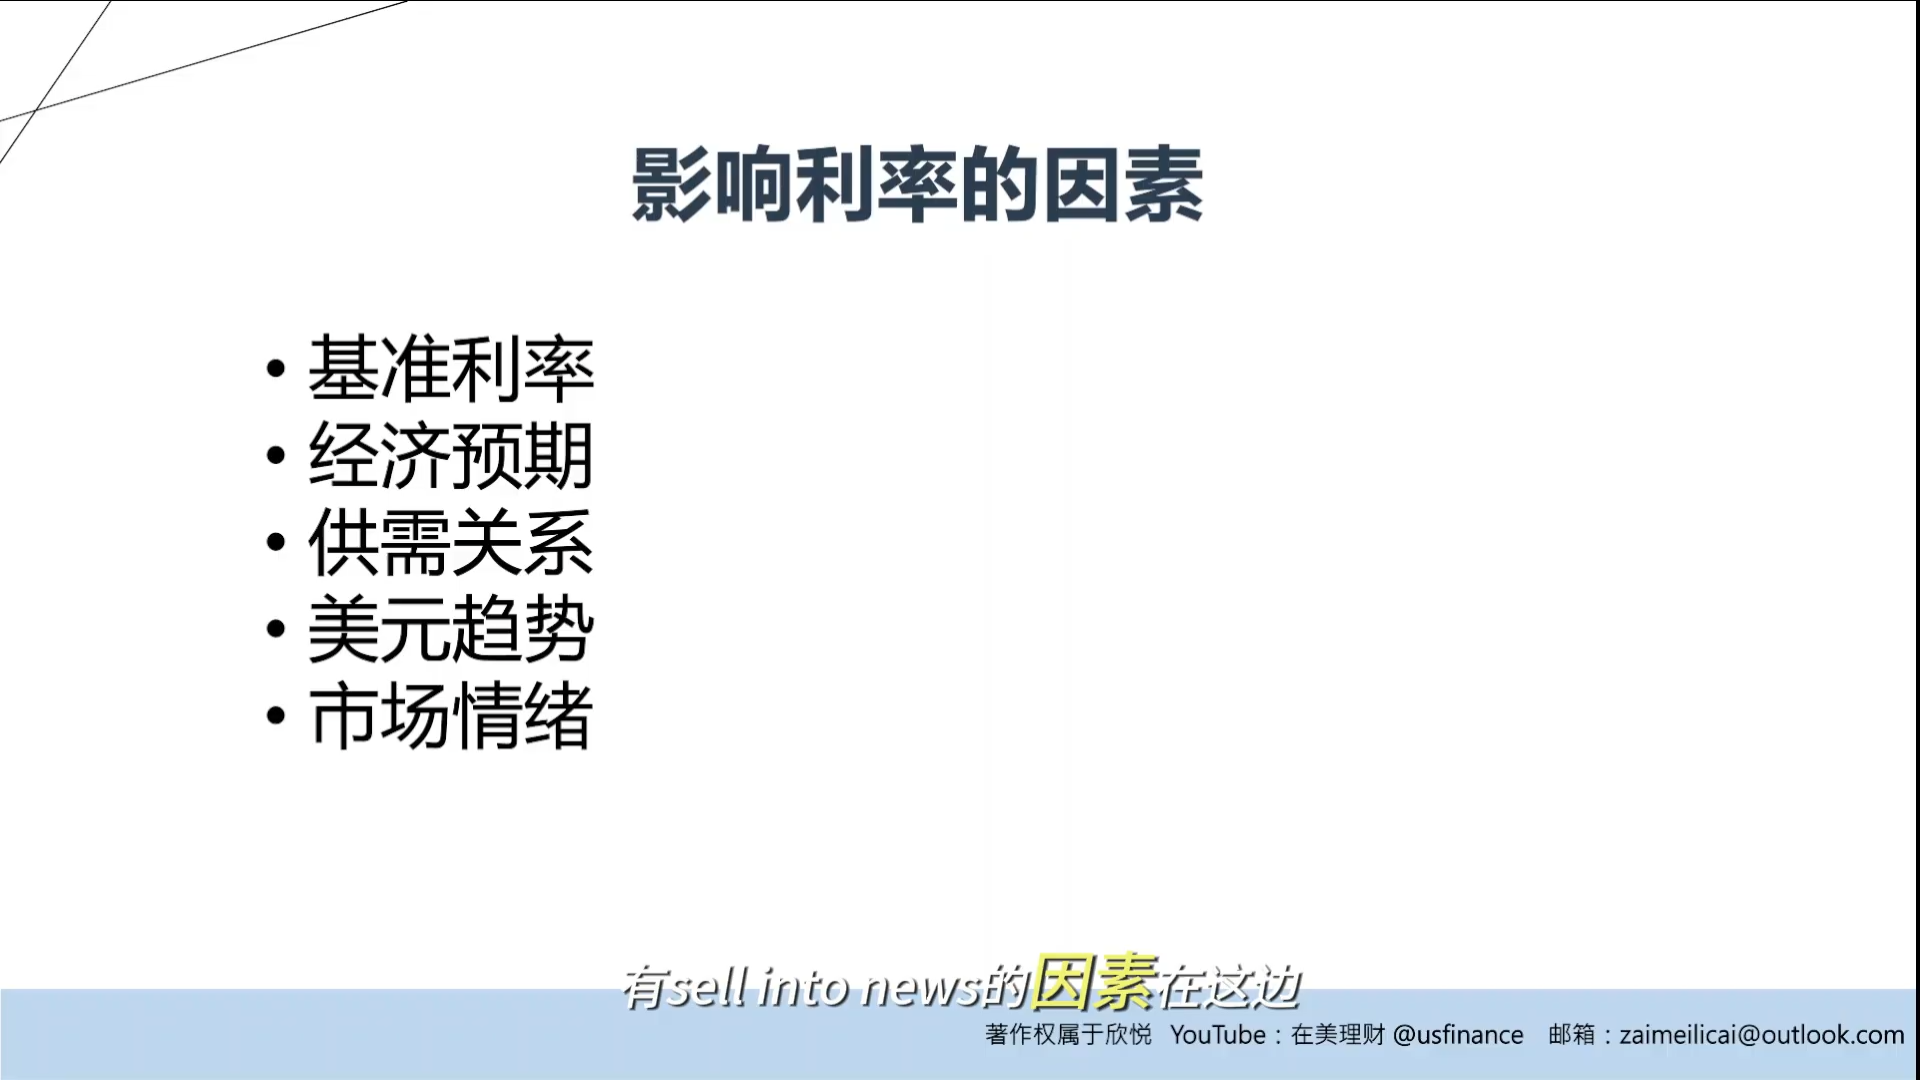 影响利率的因素
• 基准利率
• 经济预期
• 供需关系
• 美元趋势
• 市场情绪
有sell into news的因素在这边
著作权属于欣悦 YouTube：在美理财 @usfinance 邮箱：zaimeilicai@outlook.com